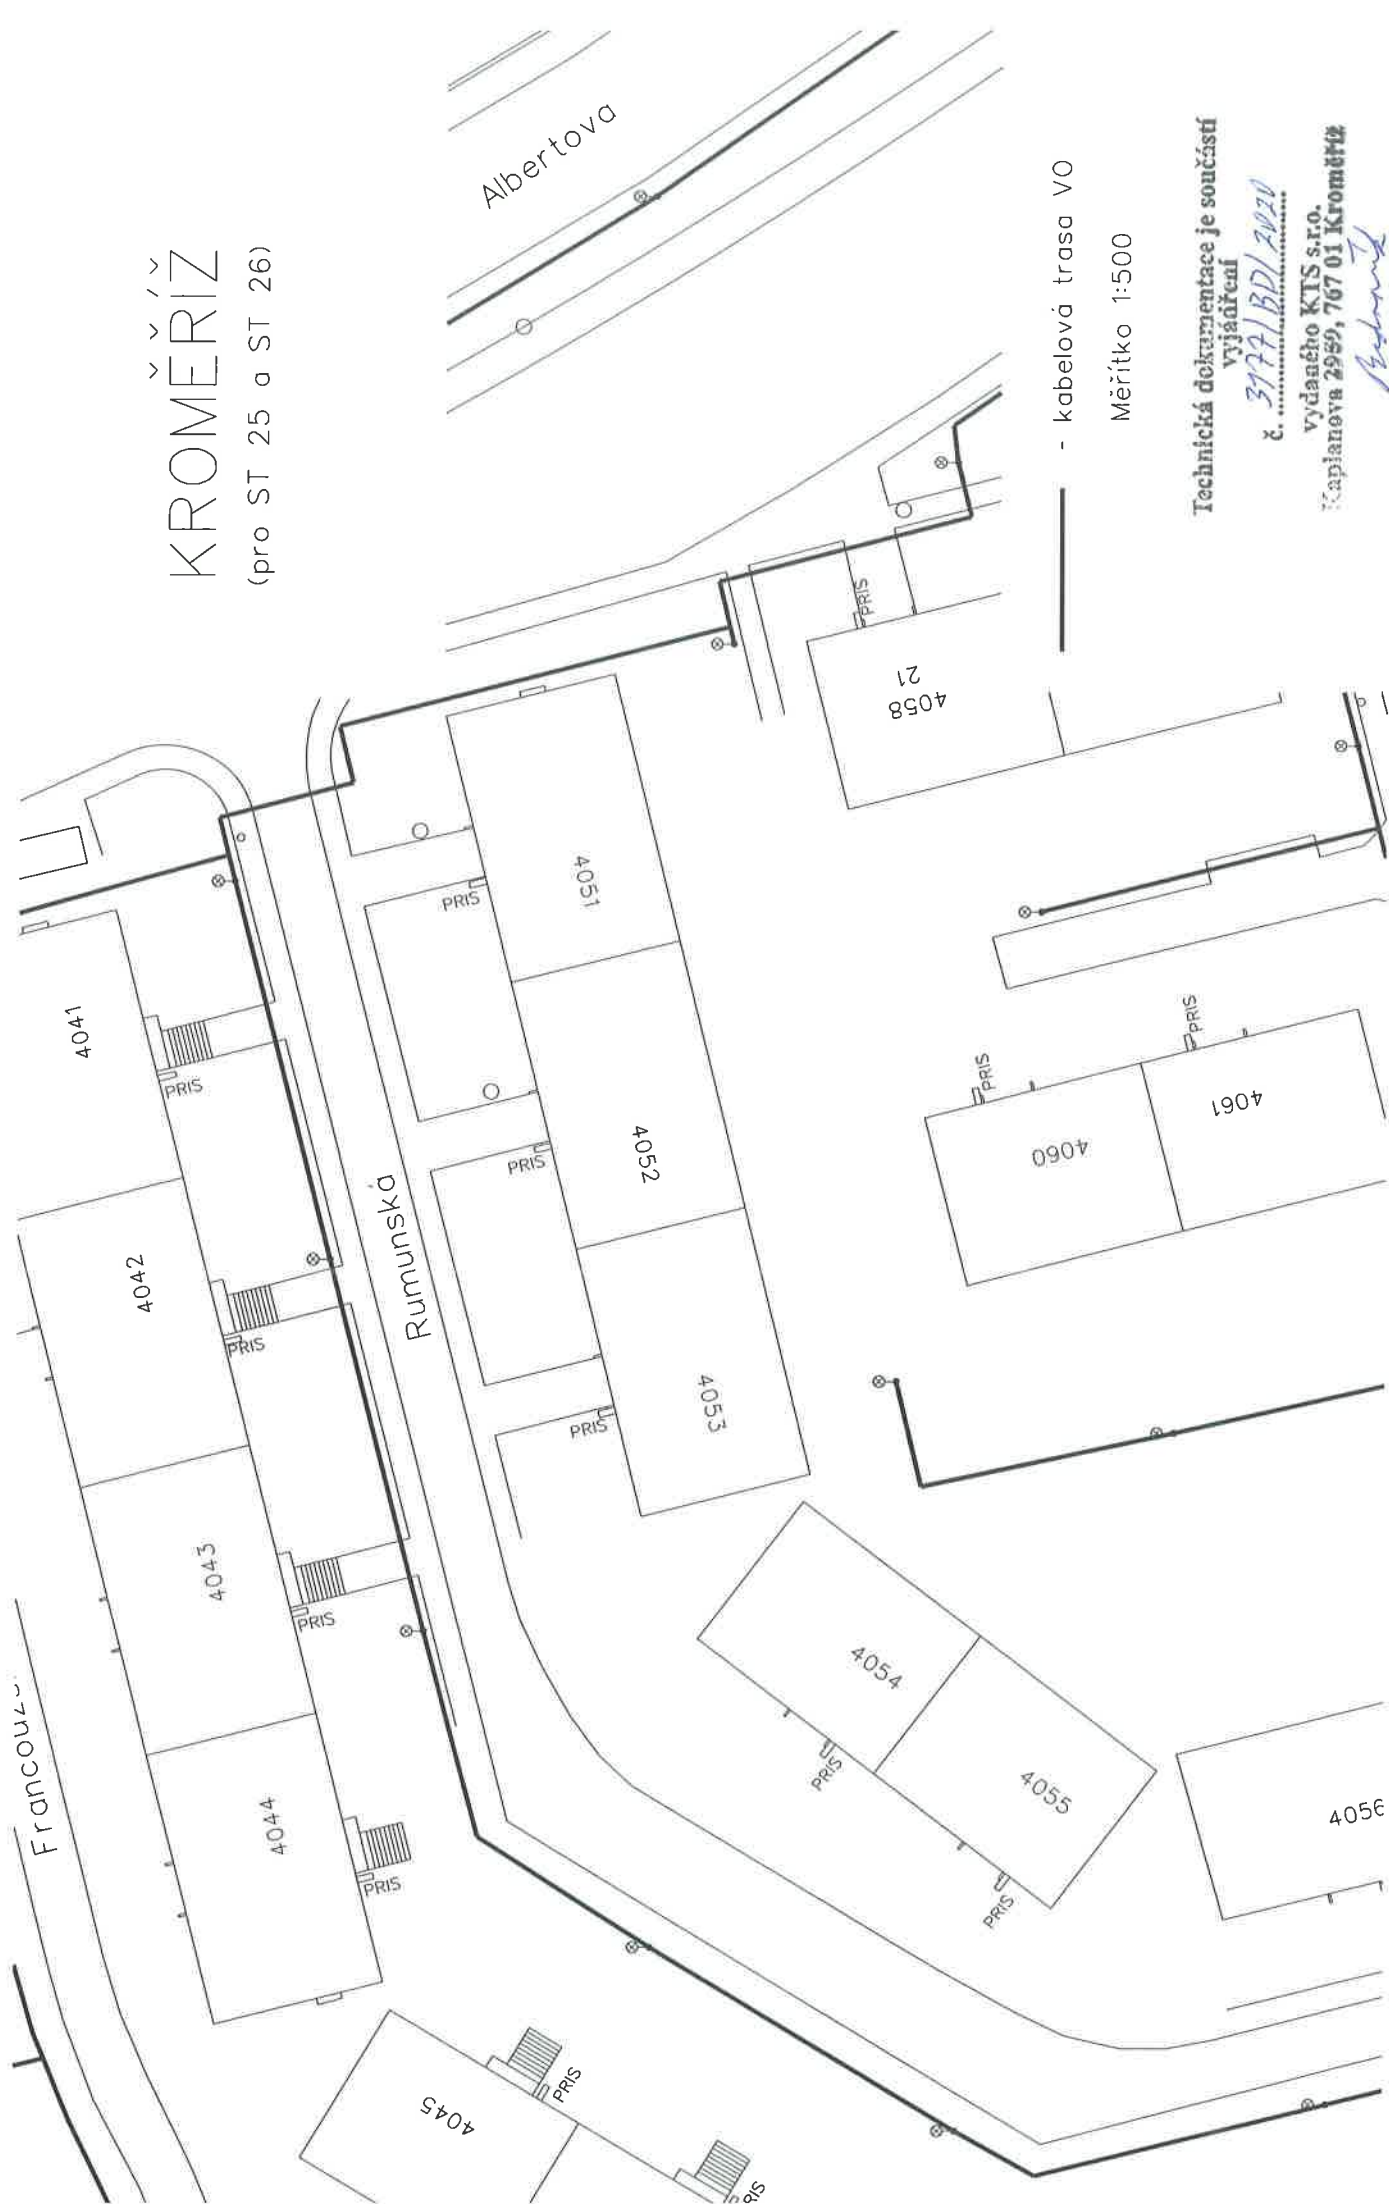 KROMĚŘÍŽ
(pro ST 25 a ST 26)
Albertova
- kabelová trasa VO
Měřítko 1:500
Technická dokumentace je součástí
vyjádření
č. 3177/BD/2020
vydaného KTS s.r.o.
Kaplanova 2959, 767 01 Kroměříž
Rumunská
4041
PRIS
4042
PRIS
4043
PRIS
4044
PRIS
4045
PRIS
4051
PRIS
4052
PRIS
4053
PRIS
4054
PRIS
4055
PRIS
4056
4058
21
PRIS
4060
PRIS
4061
PRIS